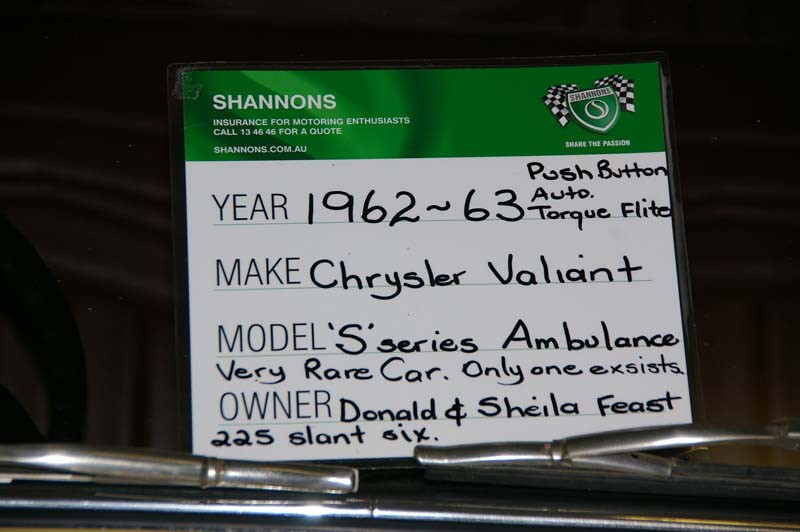 SHANNONS
INSURANCE FOR MOTORING ENTHUSIASTS
CALL 13 46 46 FOR A QUOTE
SHANNONS.COM.AU
SHANNONS
SHARE THE PASSION
Push Button
YEAR 1962~63 Auto.
Torque Flite
MAKE Chrysler Valiant
MODEL 'S' series Ambulance
Very Rare Car. Only one exsists.
OWNER Donald & Sheila Feast
225 slant six.